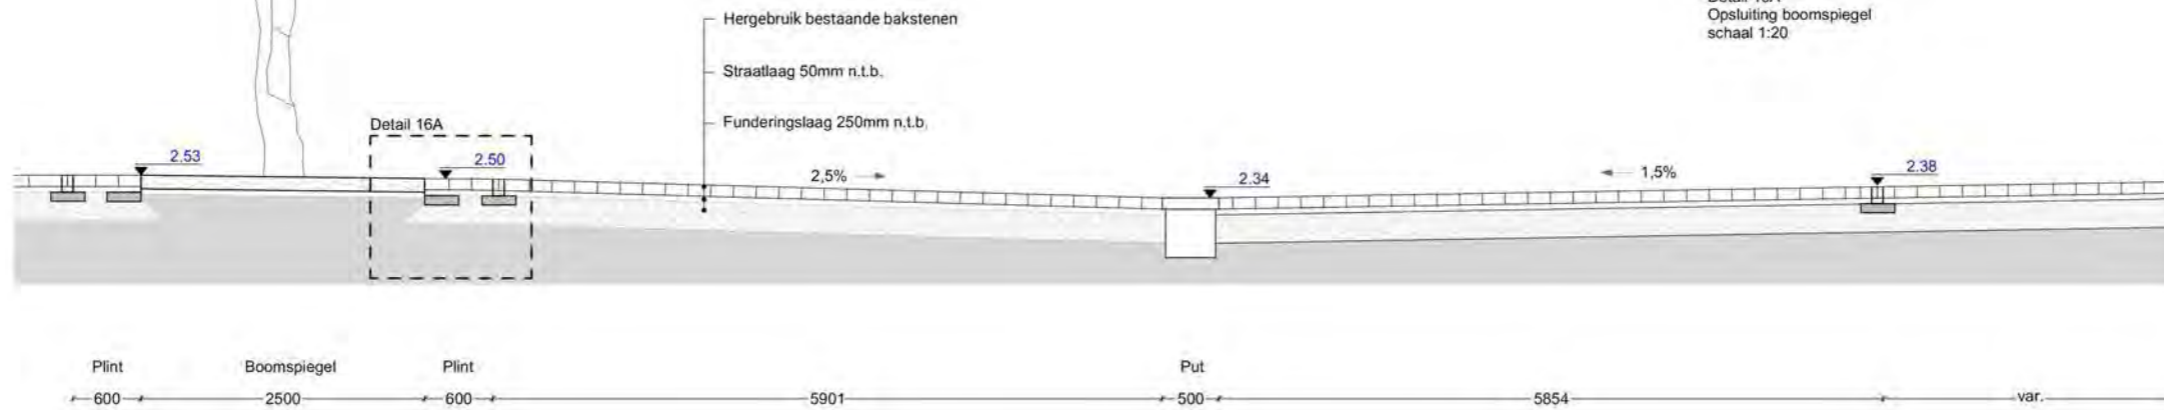 Opsluiting boomspiegel
schaal 1:20
Hergebruik bestaande bakstenen
Straatlaag 50mm n.t.b.
Funderingslaag 250mm n.t.b.
Detail 16A
2.53
2.50
2,5%
2.34
1,5%
2.38
Plint
Boomspiegel
Plint
Put
600
2500
600
5901
500
5854
var.